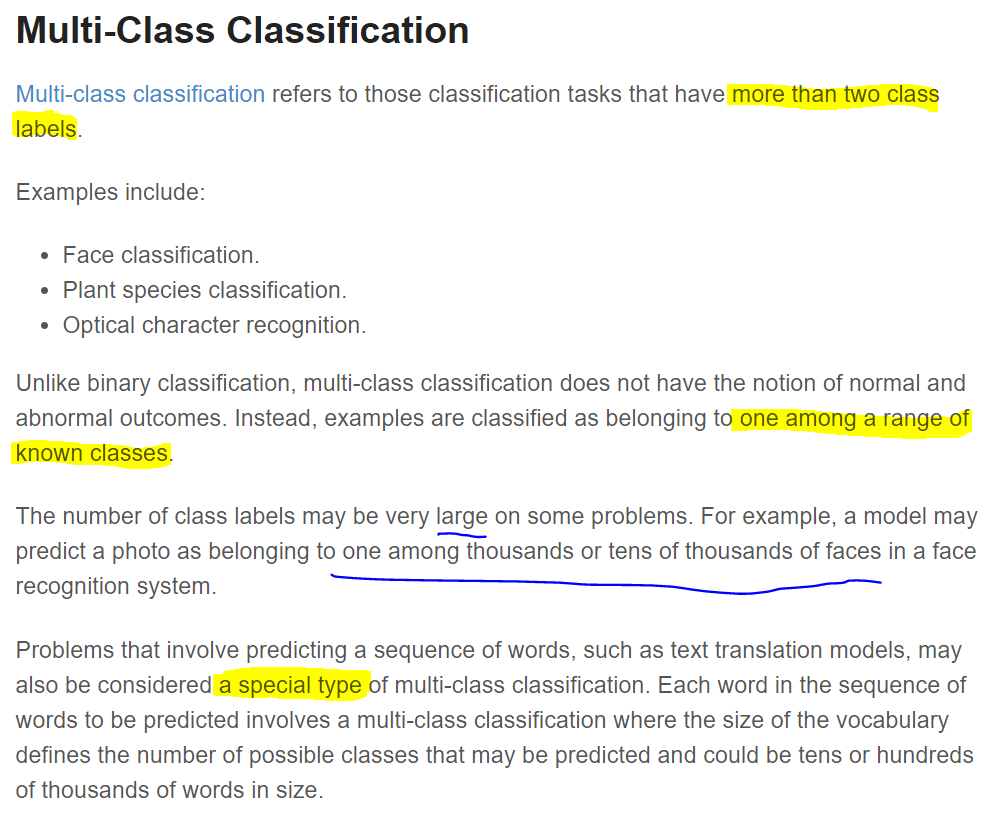 Multi-Class Classification
Multi-class classification refers to those classification tasks that have more than two class
labels.
Examples include:
• Face classification.
• Plant species classification.
• Optical character recognition.
Unlike binary classification, multi-class classification does not have the notion of normal and
abnormal outcomes. Instead, examples are classified as belonging to one among a range of
known classes.
The number of class labels may be very large on some problems. For example, a model may
predict a photo as belonging to one among thousands or tens of thousands of faces in a face
recognition system.
Problems that involve predicting a sequence of words, such as text translation models, may
also be considered a special type of multi-class classification. Each word in the sequence of
words to be predicted involves a multi-class classification where the size of the vocabulary
defines the number of possible classes that may be predicted and could be tens or hundreds
of thousands of words in size.